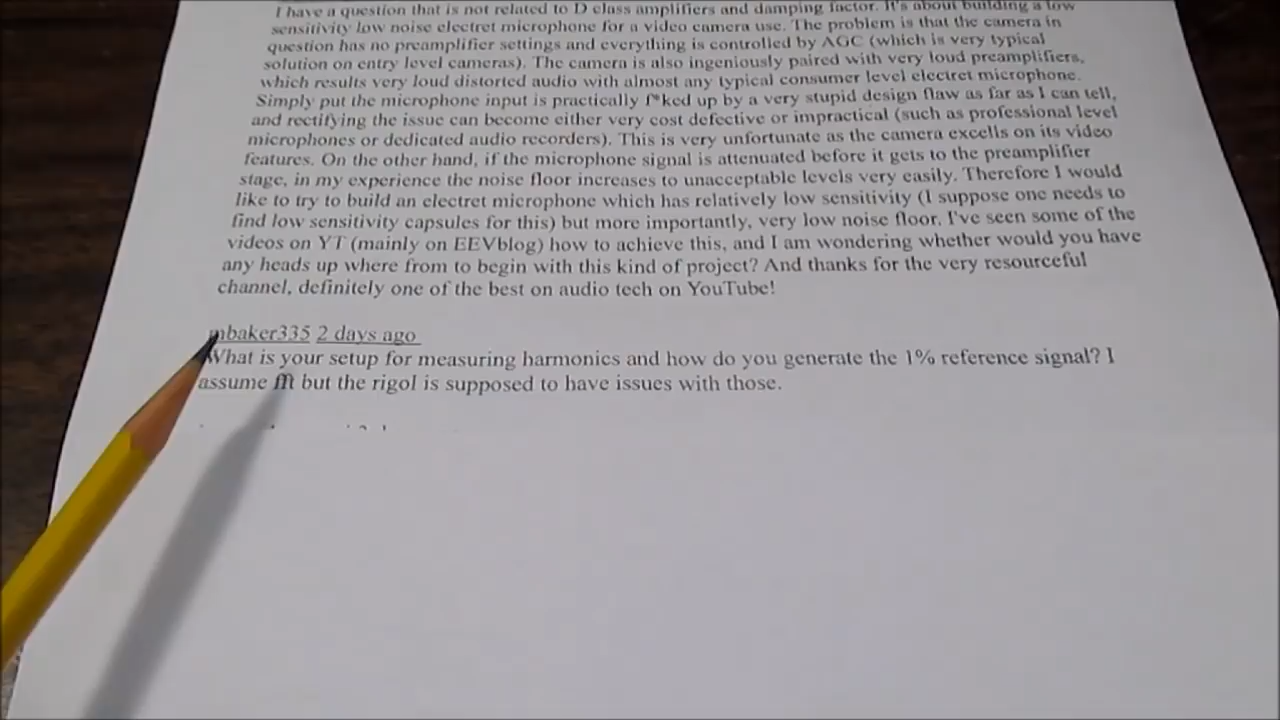 I have a question that is not related to D class amplifiers and damping factor. It's about building a low
sensitivity low noise electret microphone for a video camera use. The problem is that the camera in
question has no preamplifier settings and everything is controlled by AGC (which is very typical
solution on entry level cameras). The camera is also ingeniously paired with very loud preamplifiers,
which results very loud distorted audio with almost any typical consumer level electret microphone.
Simply put the microphone input is practically f*ked up by a very stupid design flaw as far as I can tell,
and rectifying the issue can become either very cost defective or impractical (such as professional level
microphones or dedicated audio recorders). This is very unfortunate as the camera excells on its video
features. On the other hand, if the microphone signal is attenuated before it gets to the preamplifier
stage, in my experience the noise floor increases to unacceptable levels very easily. Therefore I would
like to try to build an electret microphone which has relatively low sensitivity (I suppose one needs to
find low sensitivity capsules for this) but more importantly, very low noise floor. I've seen some of the
videos on YT (mainly on EEVblog) how to achieve this, and I am wondering whether would you have
any heads up where from to begin with this kind of project? And thanks for the very resourceful
channel, definitely one of the best on audio tech on YouTube!
mbaker335 2 days ago
What is your setup for measuring harmonics and how do you generate the 1% reference signal? I
assume fft but the rigol is supposed to have issues with those.